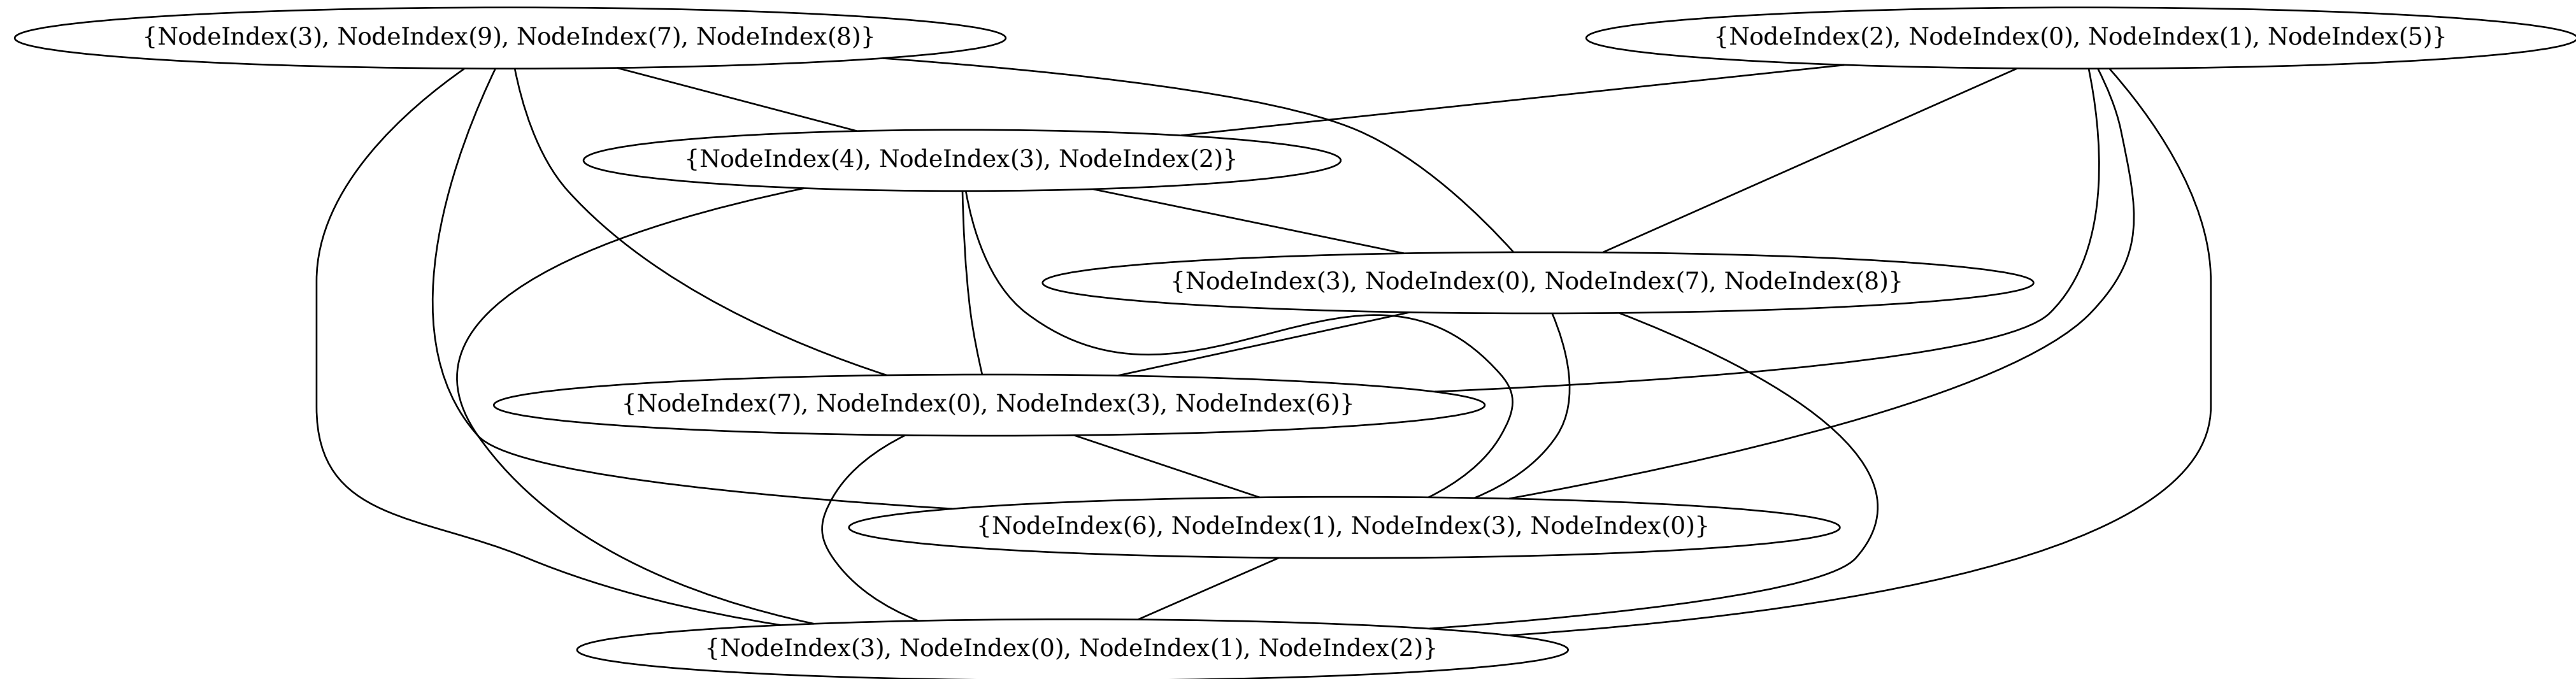 {NodeIndex(3), NodeIndex(9), NodeIndex(7), NodeIndex(8)}
{NodeIndex(2), NodeIndex(0), NodeIndex(1), NodeIndex(5)}
{NodeIndex(4), NodeIndex(3), NodeIndex(2)}
{NodeIndex(3), NodeIndex(0), NodeIndex(7), NodeIndex(8)}
{NodeIndex(7), NodeIndex(0), NodeIndex(3), NodeIndex(6)}
{NodeIndex(6), NodeIndex(1), NodeIndex(3), NodeIndex(0)}
{NodeIndex(3), NodeIndex(0), NodeIndex(1), NodeIndex(2)}